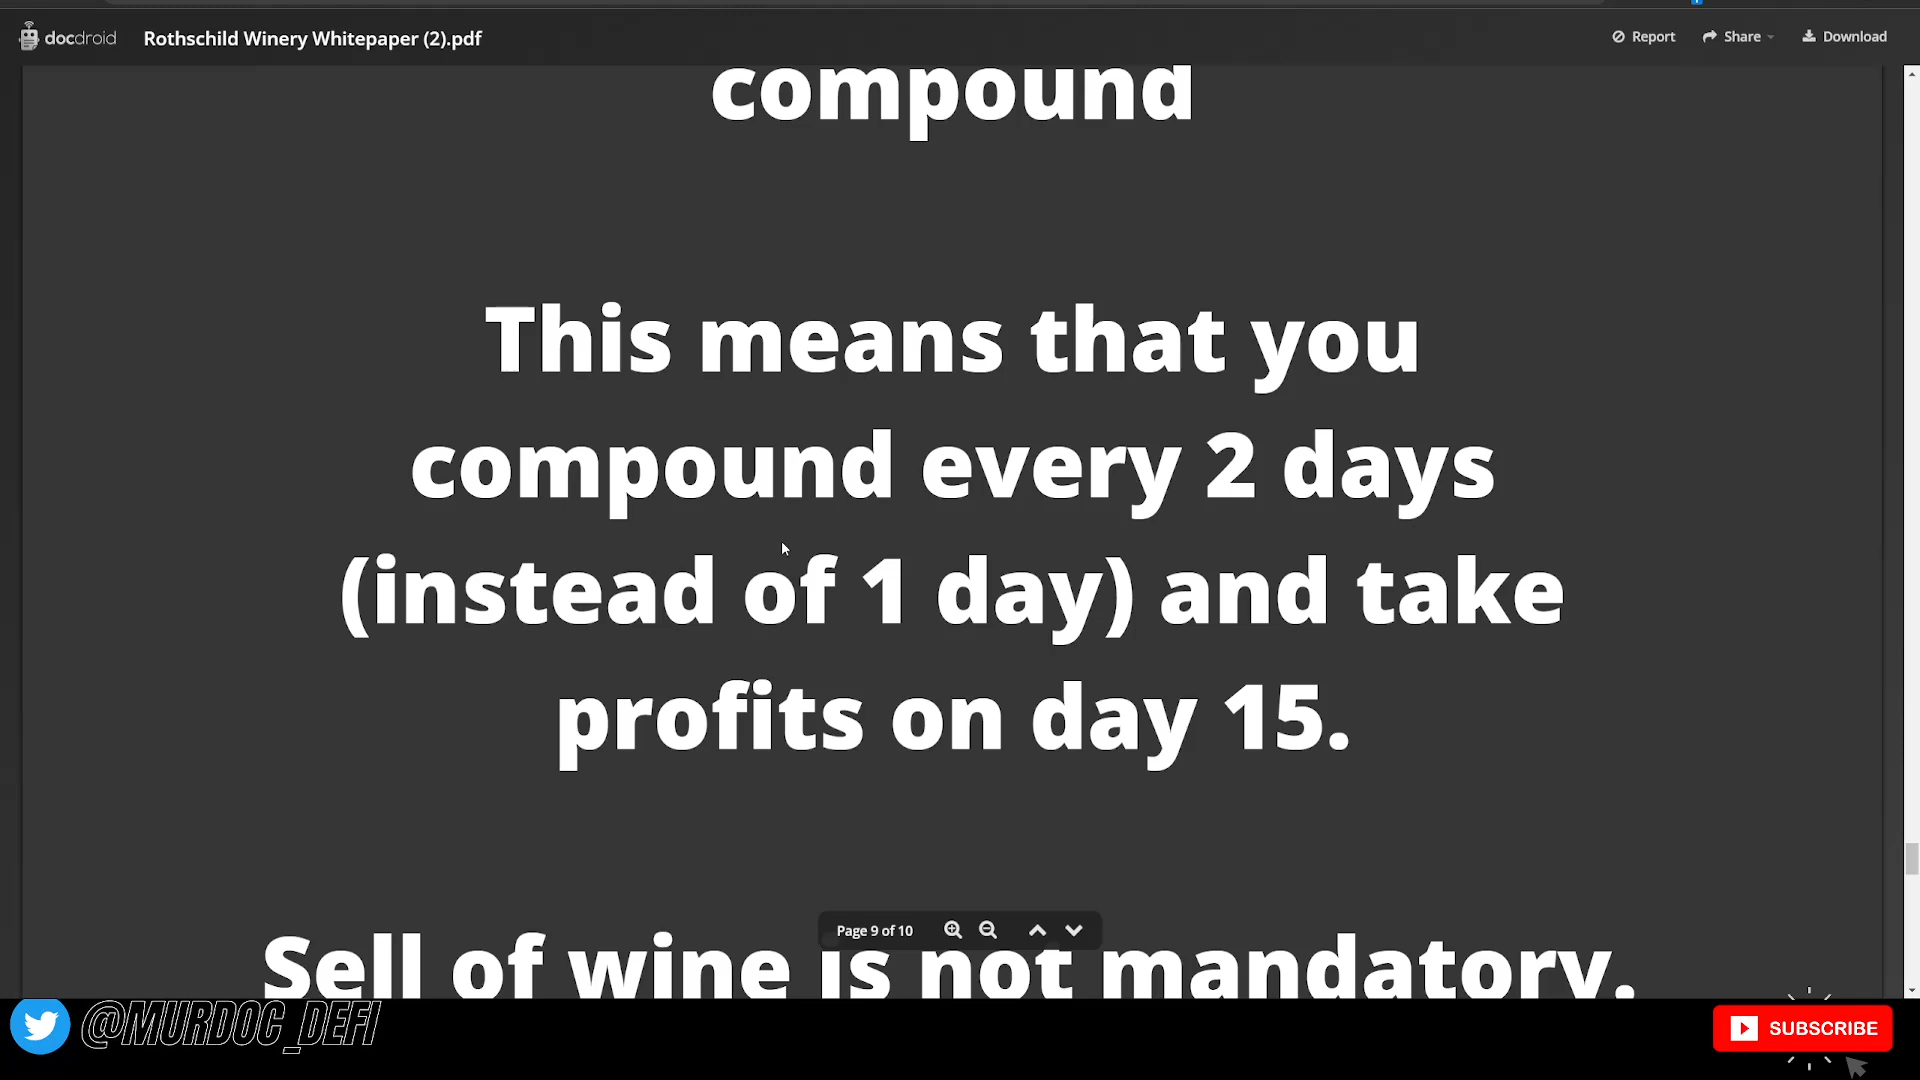 docdroid Rothschild Winery Whitepaper (2).pdf Report Share Download
compound
This means that you
compound every 2 days
(instead of 1 day) and take
profits on day 15.
Page 9 of 10
Sell of wine is not mandatory.
@MURDOC_DEFI
SUBSCRIBE